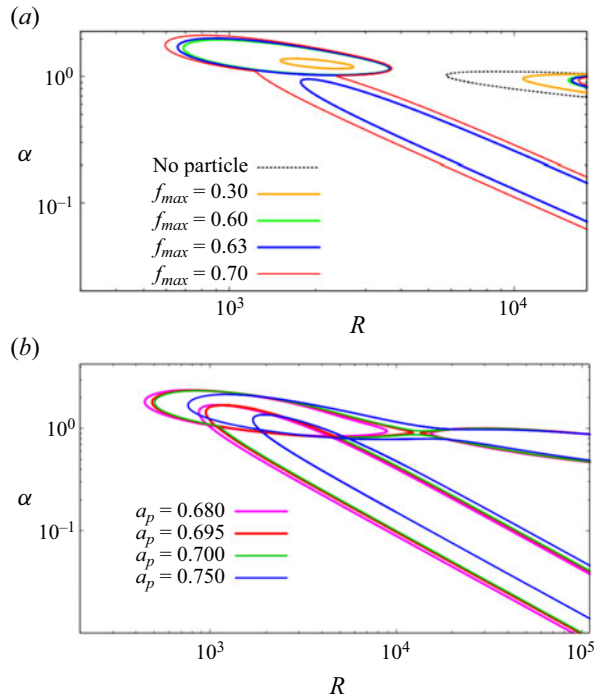 (a)
10^0
α
10^-1
No particle
f_max = 0.30
f_max = 0.60
f_max = 0.63
f_max = 0.70
10^3
10^4
R
(b)
10^0
α
10^-1
a_p = 0.680
a_p = 0.695
a_p = 0.700
a_p = 0.750
10^3
10^4
10^5
R